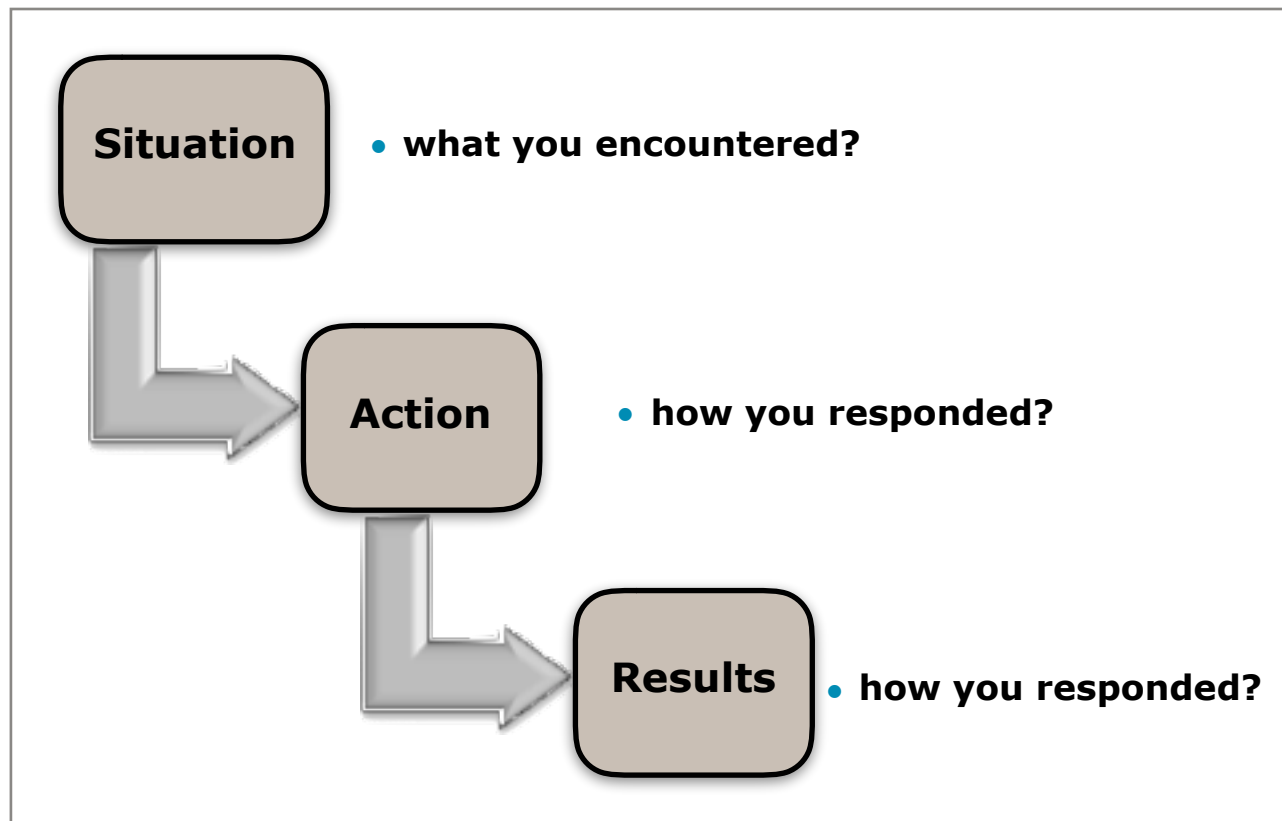 Situation
• what you encountered?
Action
• how you responded?
Results
• how you responded?